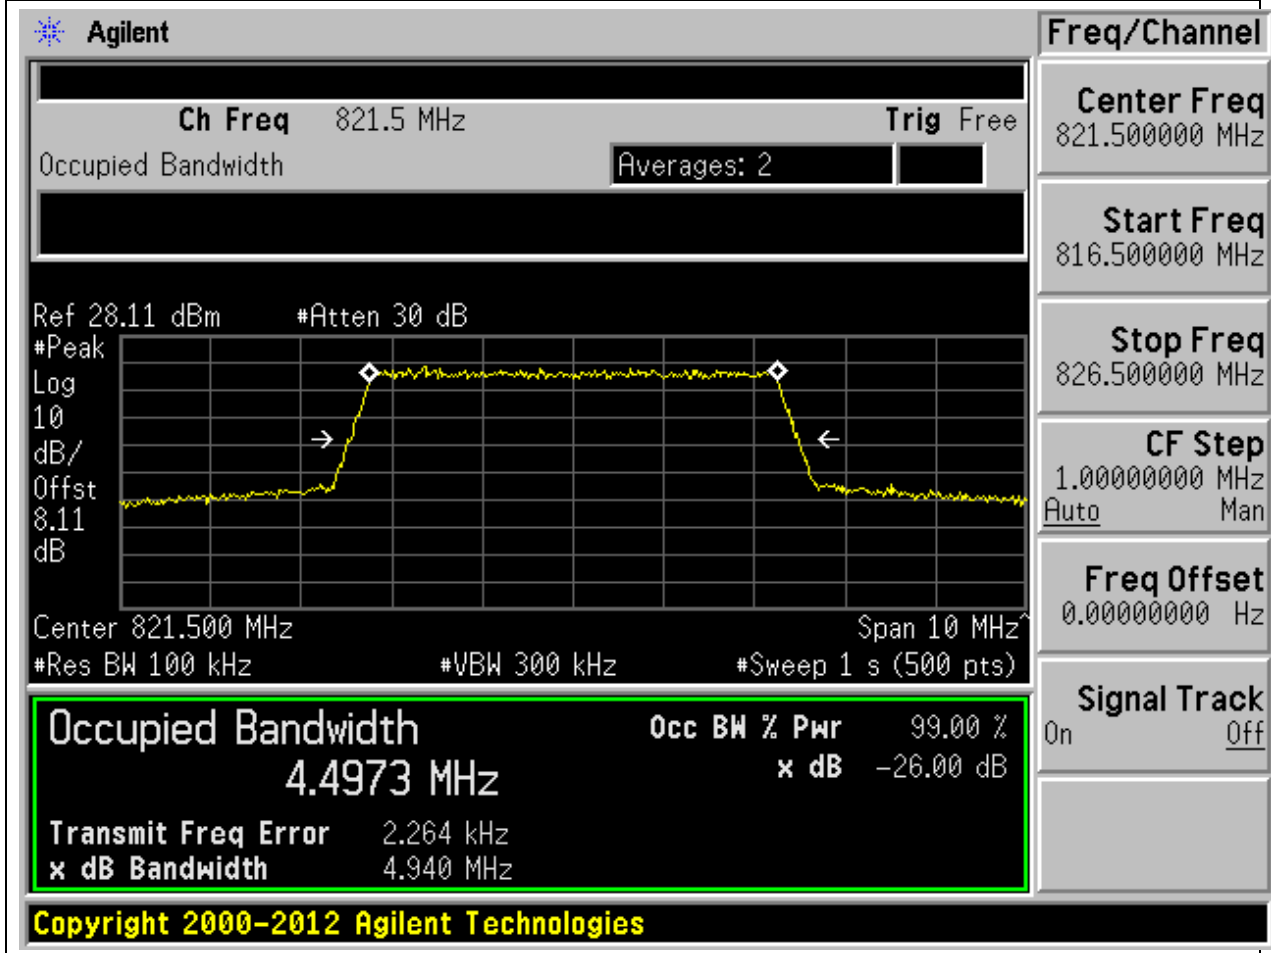 Agilent
Freq/Channel
Ch Freq 821.5 MHz Trig Free
Occupied Bandwidth Averages: 2
Center Freq
821.500000 MHz
Start Freq
816.500000 MHz
Stop Freq
826.500000 MHz
CF Step
1.00000000 MHz
Auto Man
Freq Offset
0.00000000 Hz
Signal Track
On Off
Ref 28.11 dBm #Atten 30 dB
#Peak
Log
10
dB/
Offst
8.11
dB
Center 821.500 MHz Span 10 MHz^
#Res BW 100 kHz #VBW 300 kHz #Sweep 1 s (500 pts)
Occupied Bandwidth Occ BW % Pwr 99.00 %
4.4973 MHz x dB -26.00 dB
Transmit Freq Error 2.264 kHz
x dB Bandwidth 4.940 MHz
Copyright 2000-2012 Agilent Technologies